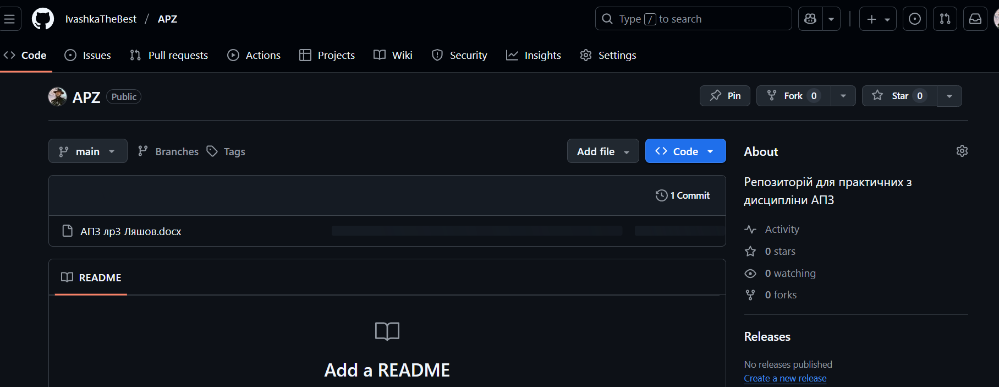 IvashkaTheBest / APZ
Type / to search
Code Issues Pull requests Actions Projects Wiki Security Insights Settings
APZ Public
Pin Fork 0 Star 0
main Branches Tags Add file Code
1 Commit
АПЗ лр3 Ляшов.docx
README
Add a README
About
Репозиторій для практичних з
дисципліни АПЗ
Activity
0 stars
0 watching
0 forks
Releases
No releases published
Create a new release